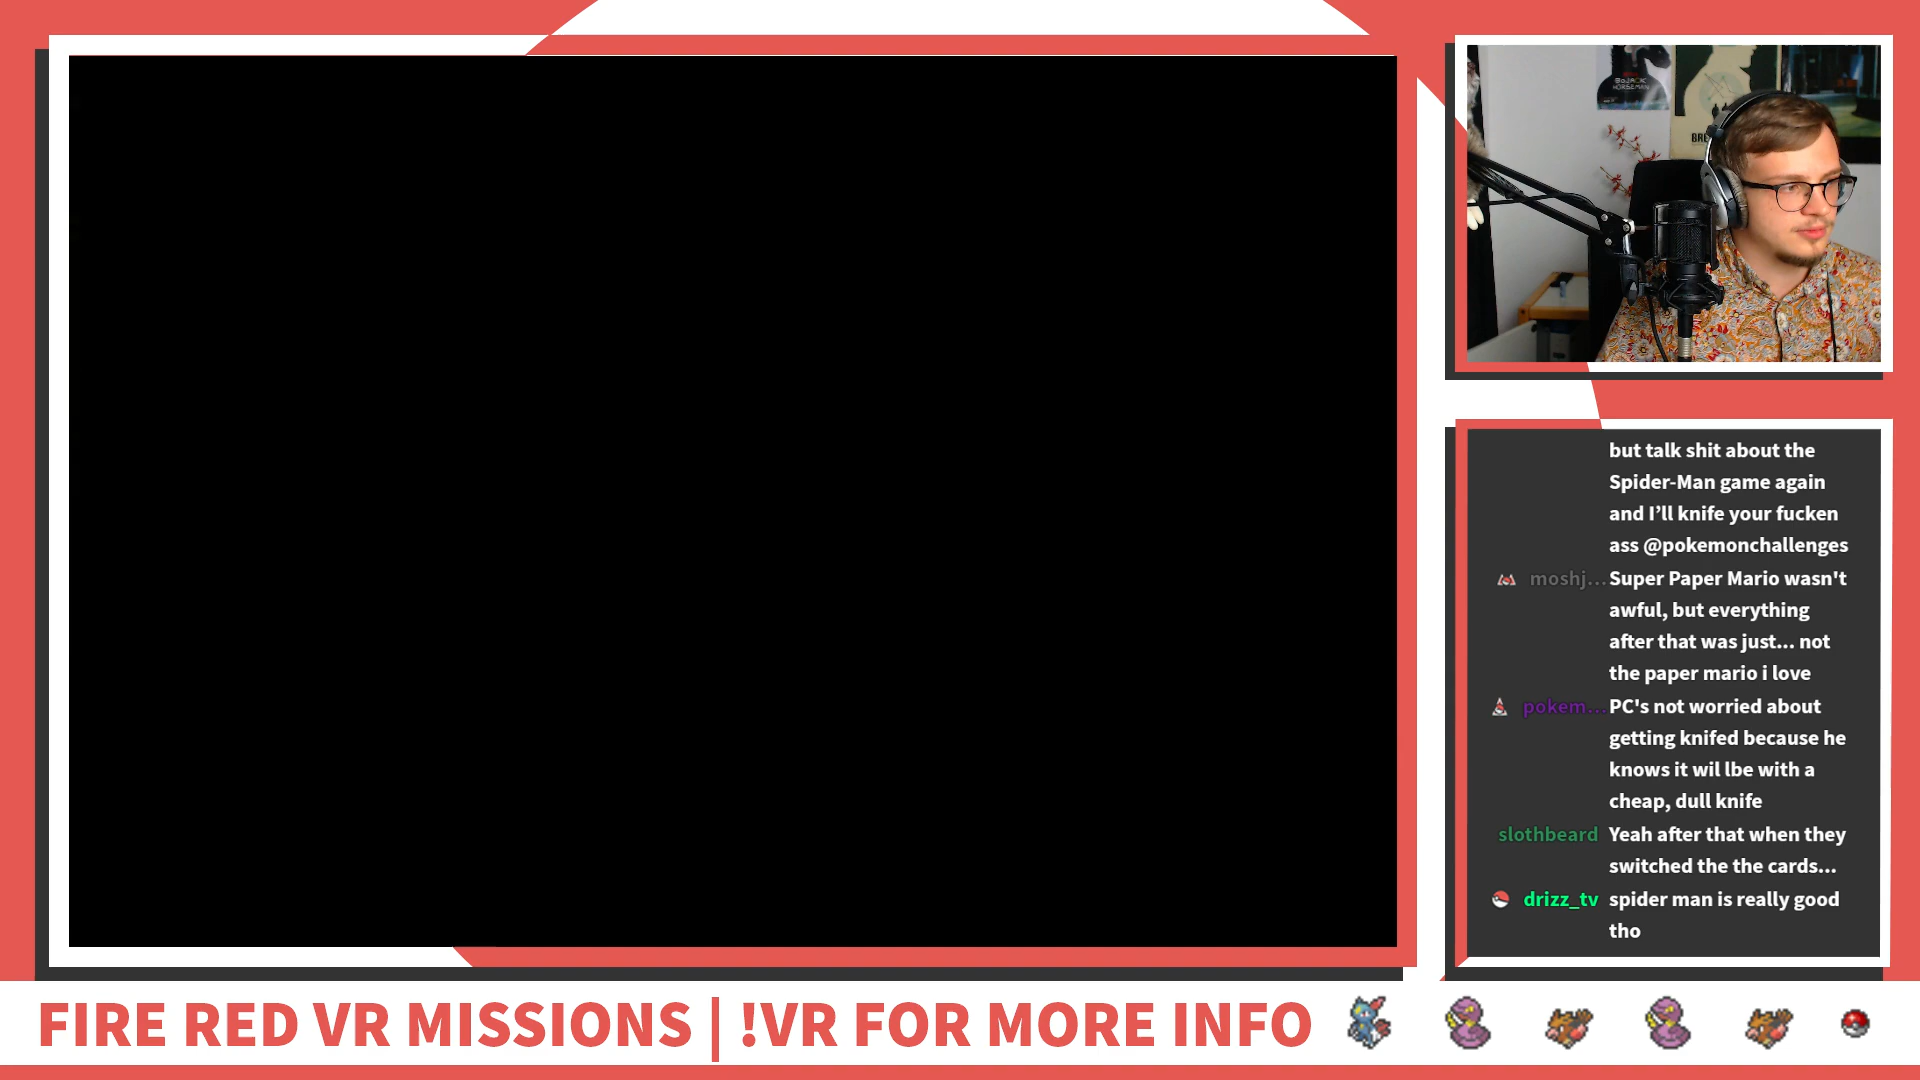 BOJACK
HORSEMAN
BRE
but talk shit about the
Spider-Man game again
and I’ll knife your fucken
ass @pokemonchallenges
moshj... Super Paper Mario wasn't
awful, but everything
after that was just... not
the paper mario i love
pokem... PC's not worried about
getting knifed because he
knows it wil lbe with a
cheap, dull knife
slothbeard Yeah after that when they
switched the the cards...
drizz_tv spider man is really good
tho
FIRE RED VR MISSIONS | !VR FOR MORE INFO